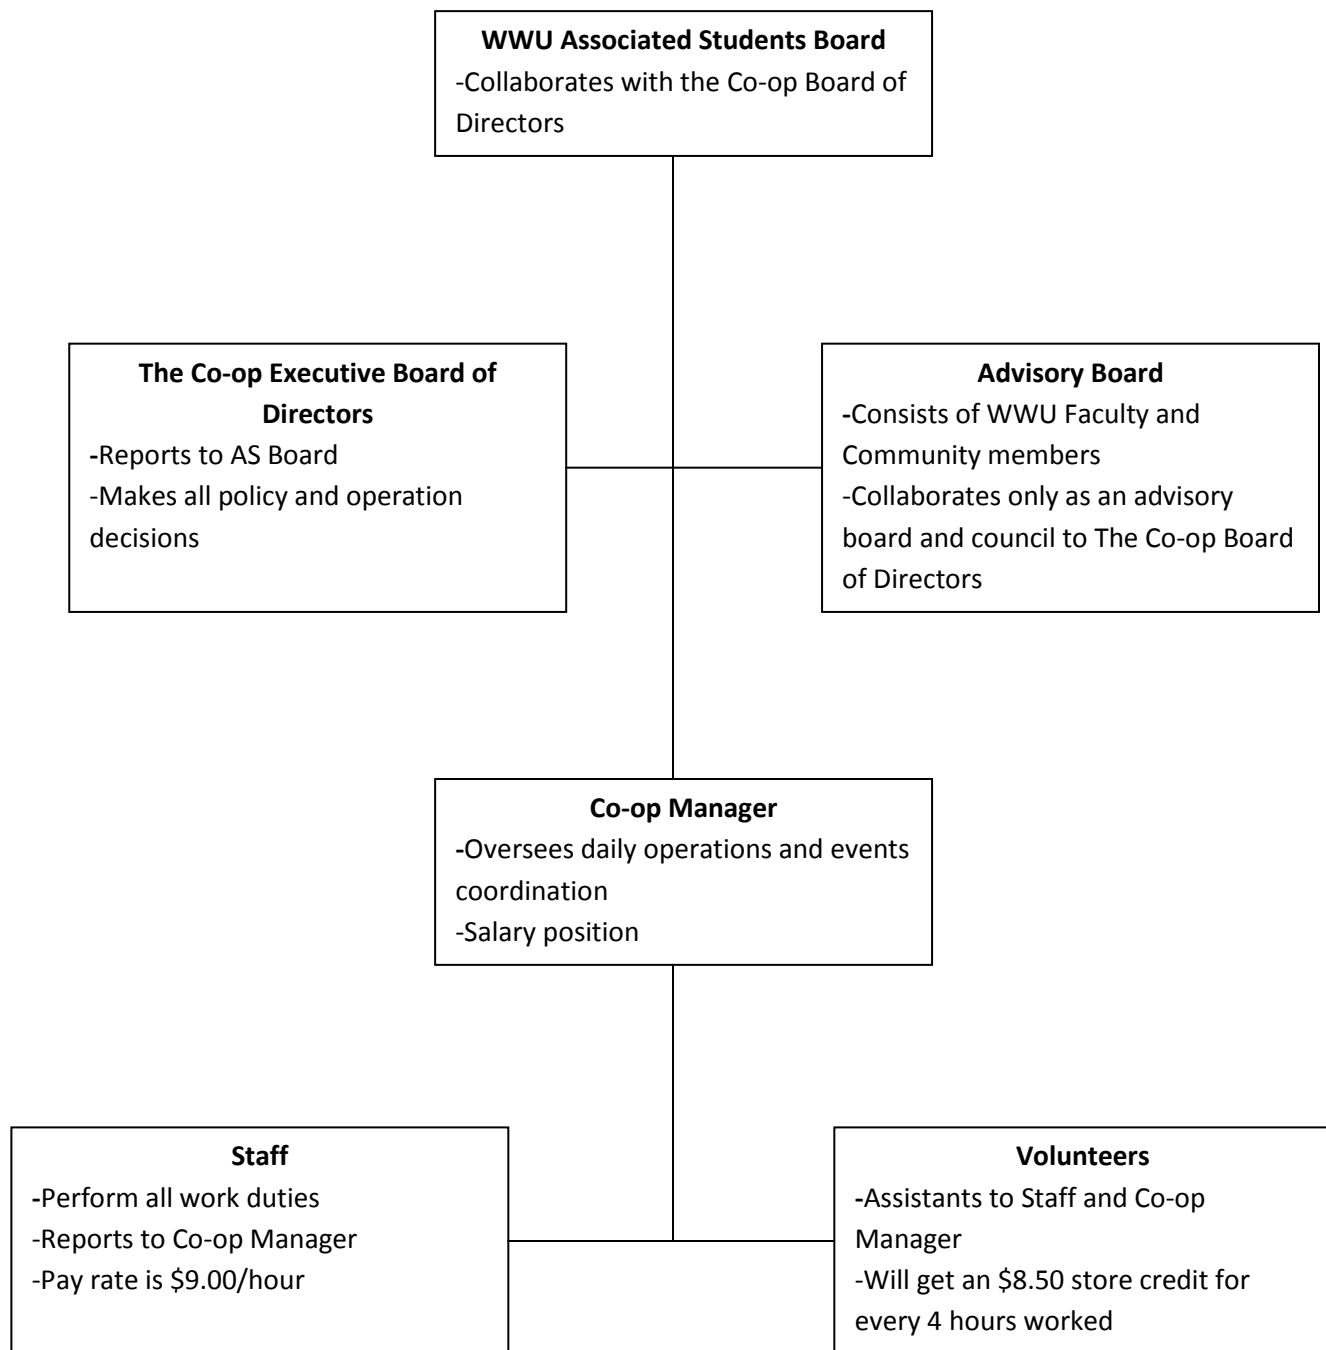 WWU Associated Students Board
-Collaborates with the Co-op Board of
Directors
The Co-op Executive Board of
Directors
-Reports to AS Board
-Makes all policy and operation
decisions
Advisory Board
-Consists of WWU Faculty and
Community members
-Collaborates only as an advisory
board and council to The Co-op Board
of Directors
Co-op Manager
-Oversees daily operations and events
coordination
-Salary position
Staff
-Perform all work duties
-Reports to Co-op Manager
-Pay rate is $9.00/hour
Volunteers
-Assistants to Staff and Co-op
Manager
-Will get an $8.50 store credit for
every 4 hours worked